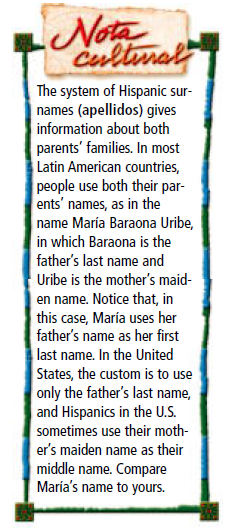 Nota
cultural
The system of Hispanic sur-
names (apellidos) gives
information about both
parents' families. In most
Latin American countries,
people use both their par-
ents' names, as in the
name María Baraona Uribe,
in which Baraona is the
father's last name and
Uribe is the mother's maid-
en name. Notice that, in
this case, María uses her
father's name as her first
last name. In the United
States, the custom is to use
only the father's last name,
and Hispanics in the U.S.
sometimes use their moth-
er's maiden name as their
middle name. Compare
María's name to yours.